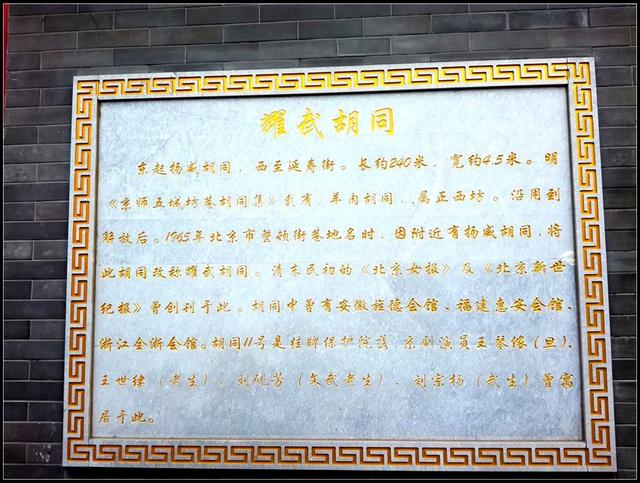 耀武胡同
东起扬威胡同，西至延寿街。长约240米，宽约4.5米。明
《京师五城坊巷胡同集》载有 羊肉胡同，属正西坊。沿用到
解放后。1965年北京市整顿街巷地名时，因附近有扬威胡同，将
此胡同改称耀武胡同。清末民初的《北京女报》及《北京新世
纪报》曾创刊于此。胡同中曾有安徽旌德会馆、福建惠安会馆、
浙江全浙会馆。胡同11号是挂牌保护院落，京剧演员王琴侬（旦）、
王世续（老生）、刘砚芳（文武老生）、刘宗杨（武生）曾寓
居于此。